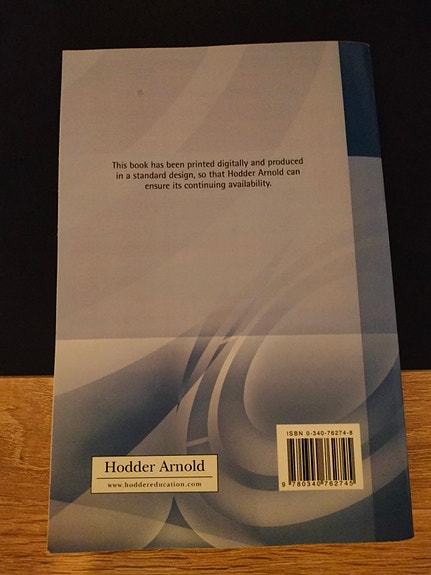 This book has been printed digitally and produced
in a standard design, so that Hodder Arnold can
ensure its continuing availability.
ISBN 0-340-76274-8
9 780340 762745
Hodder Arnold
www.hoddereducation.com